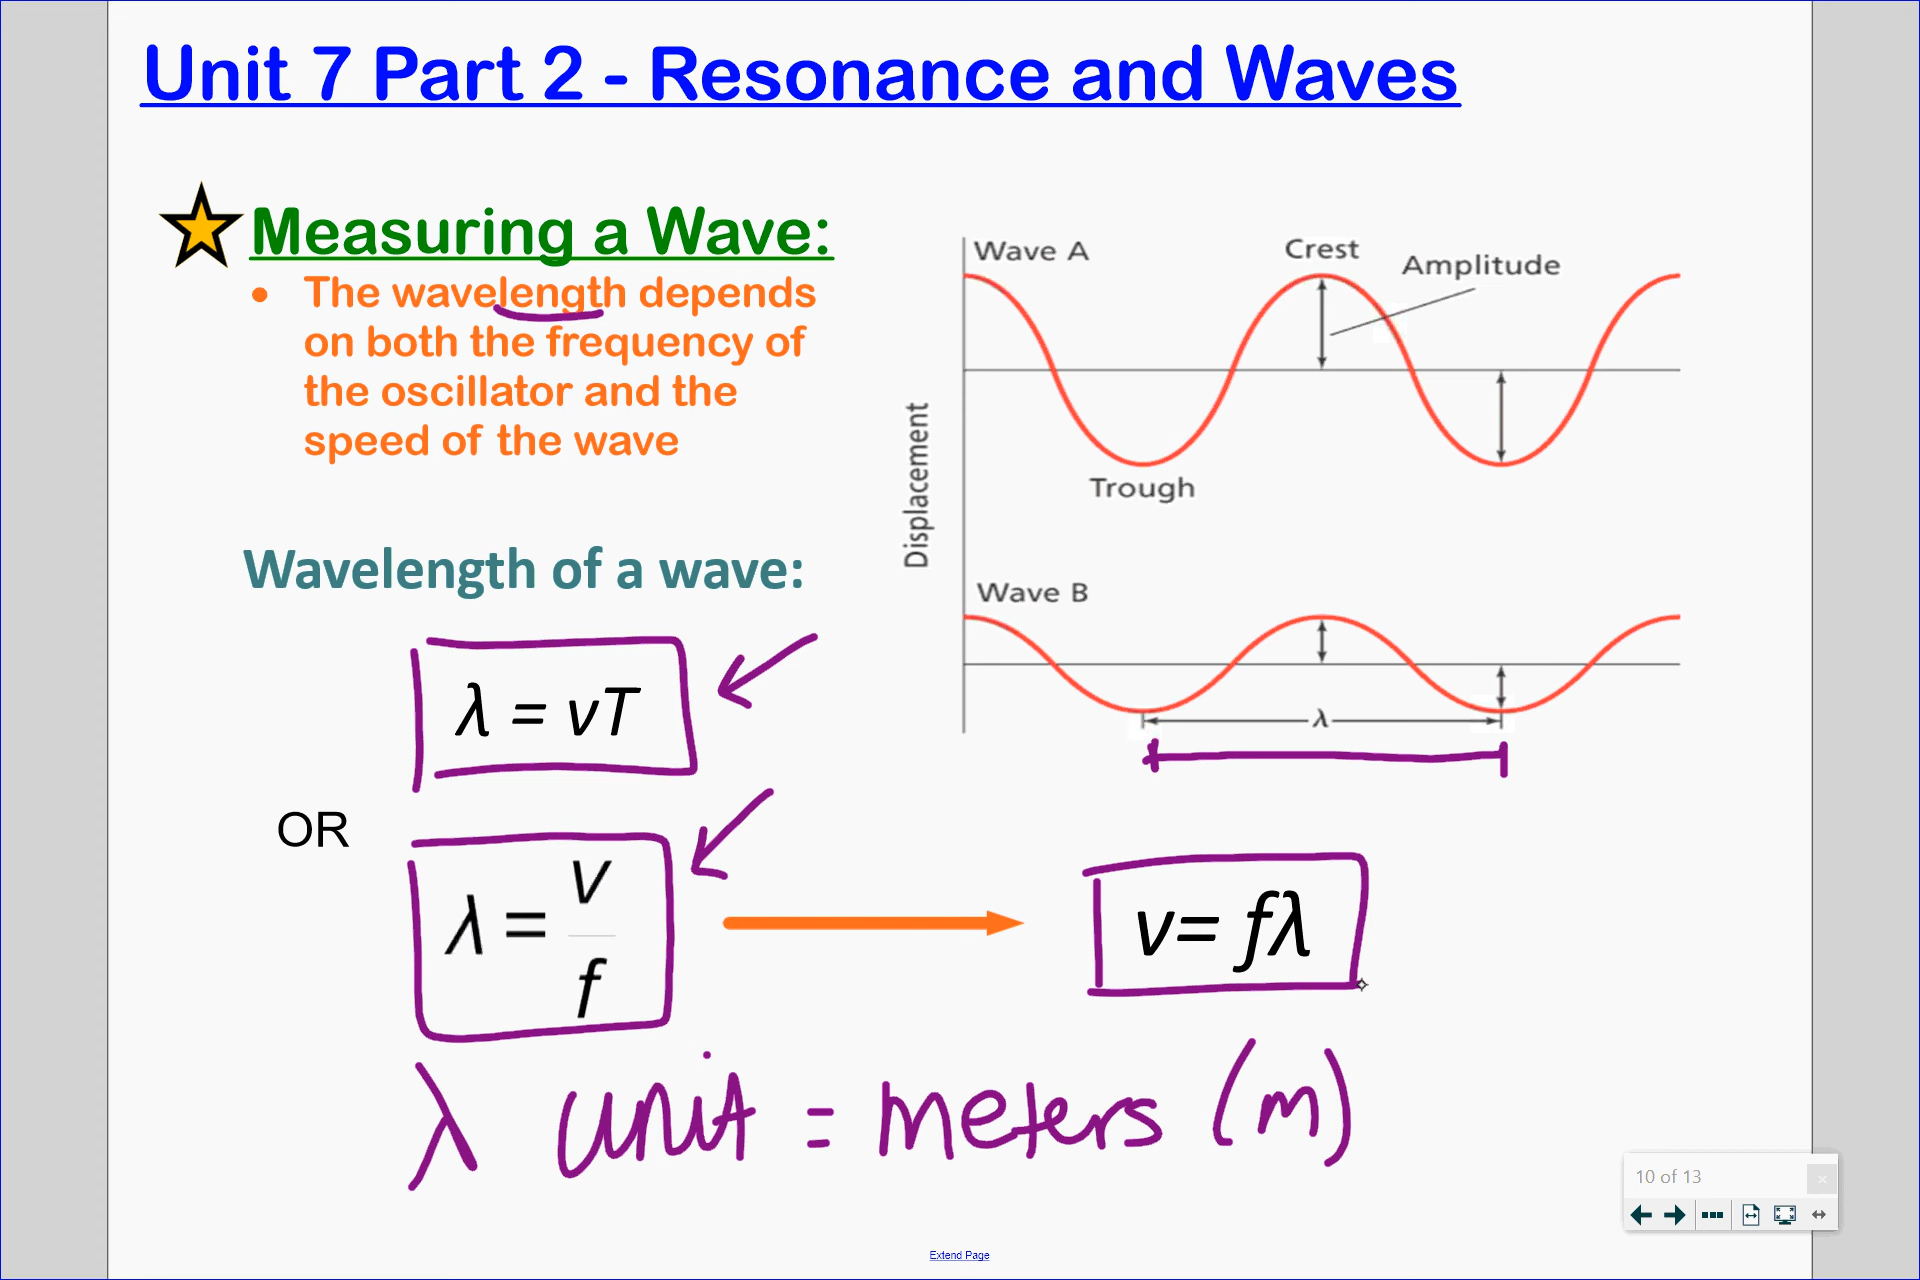 Unit 7 Part 2 - Resonance and Waves
Measuring a Wave:
• The wavelength depends
on both the frequency of
the oscillator and the
speed of the wave
Wavelength of a wave:
λ = vT
OR
λ = v/f
v= fλ
λ unit = meters (m)
Displacement
Wave A
Crest
Amplitude
Trough
Wave B
λ
10 of 13
Extend Page